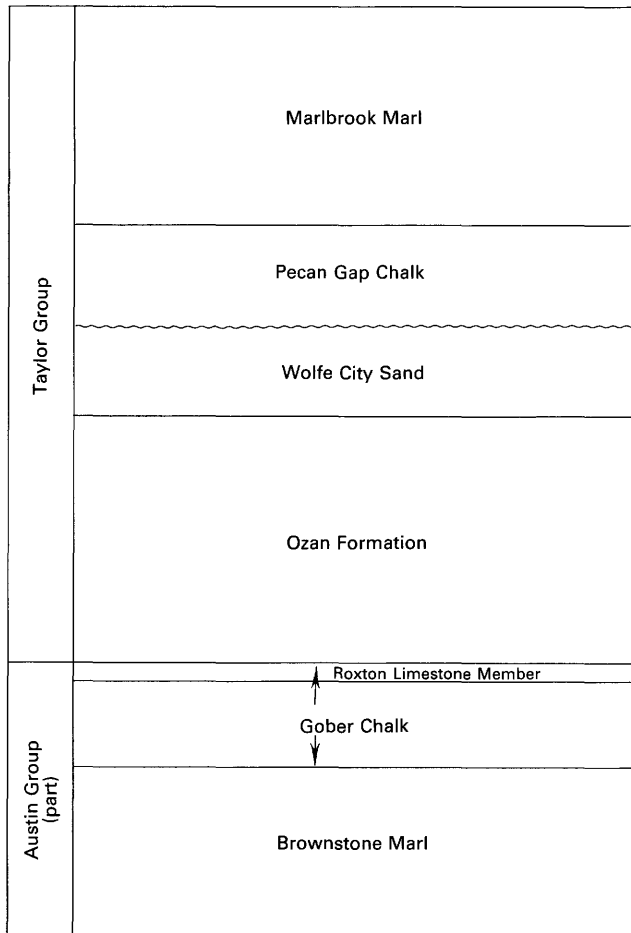 Taylor Group
Marlbrook Marl
Pecan Gap Chalk
Wolfe City Sand
Ozan Formation
Austin Group
(part)
Roxton Limestone Member
Gober Chalk
Brownstone Marl